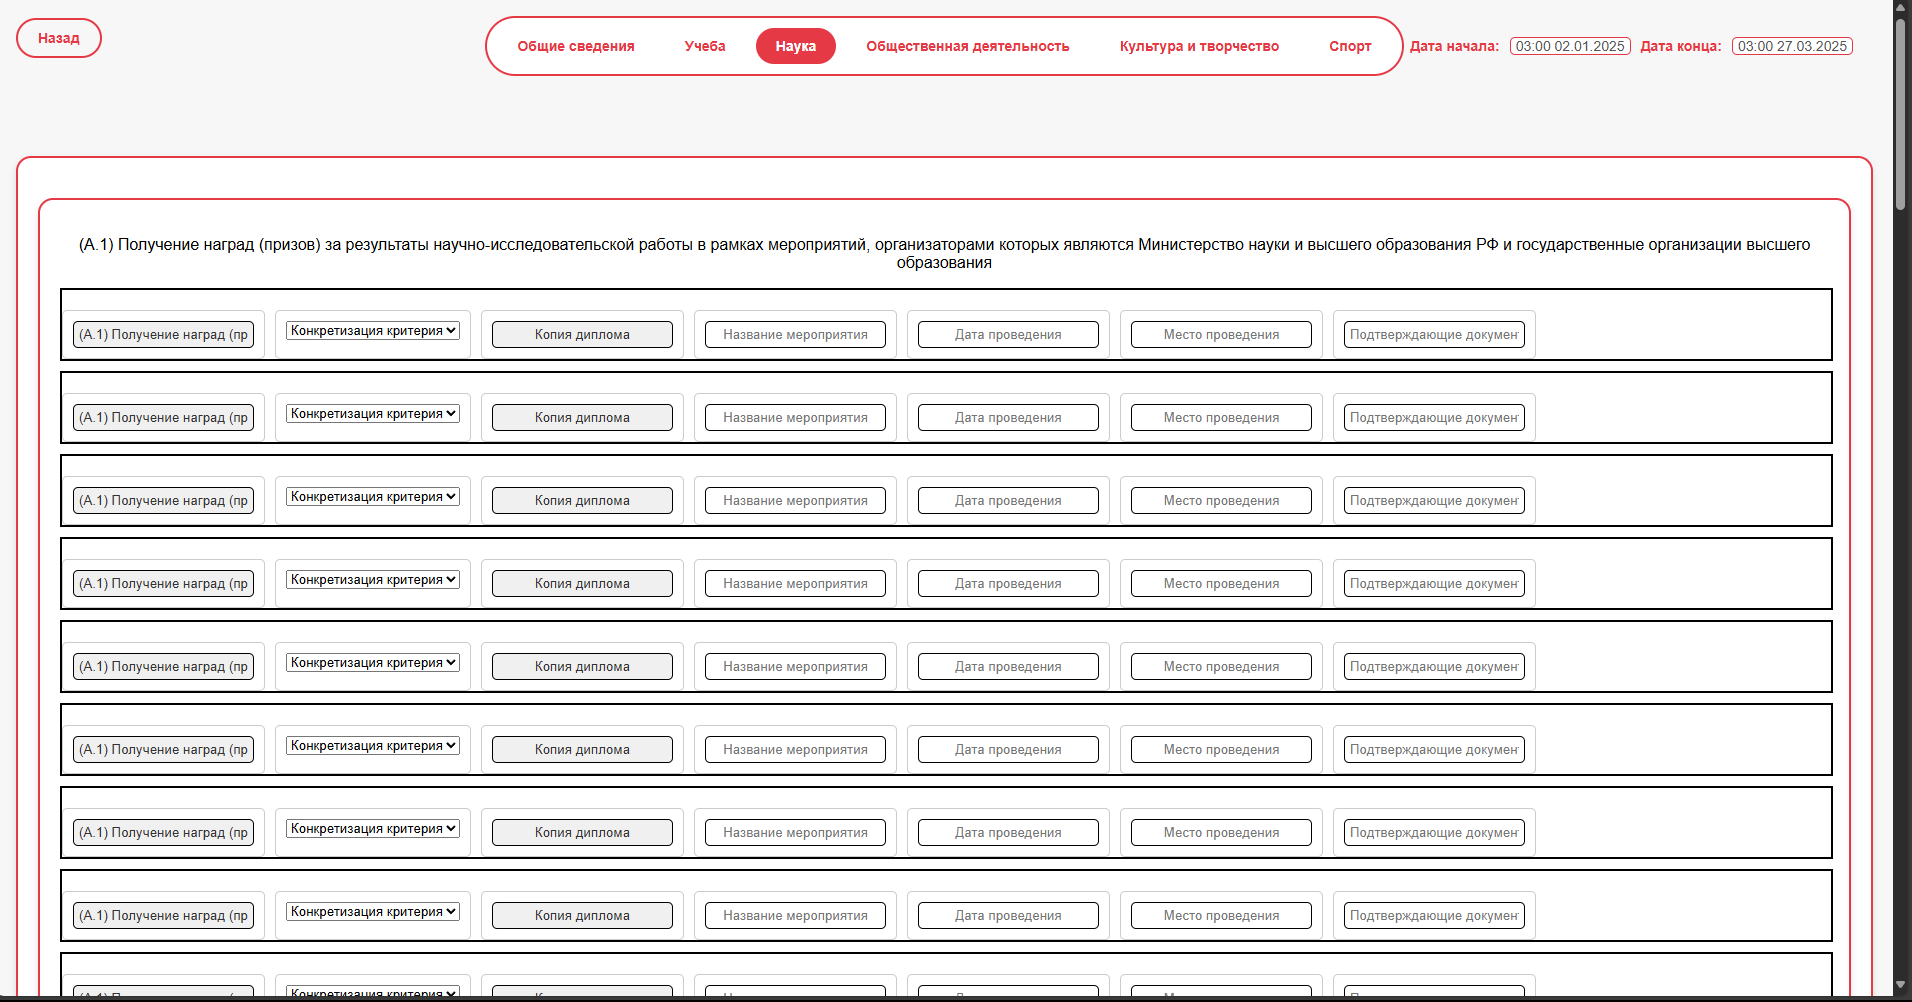 Назад
Общие сведения Учеба Наука Общественная деятельность Культура и творчество Спорт Дата начала: 03:00 02.01.2025 Дата конца: 03:00 27.03.2025
(А.1) Получение наград (призов) за результаты научно-исследовательской работы в рамках мероприятий, организаторами которых являются Министерство науки и высшего образования РФ и государственные организации высшего
образования
(А.1) Получение наград (пр Конкретизация критерия Копия диплома Название мероприятия Дата проведения Место проведения Подтверждающие докумен
(А.1) Получение наград (пр Конкретизация критерия Копия диплома Название мероприятия Дата проведения Место проведения Подтверждающие докумен
(А.1) Получение наград (пр Конкретизация критерия Копия диплома Название мероприятия Дата проведения Место проведения Подтверждающие докумен
(А.1) Получение наград (пр Конкретизация критерия Копия диплома Название мероприятия Дата проведения Место проведения Подтверждающие докумен
(А.1) Получение наград (пр Конкретизация критерия Копия диплома Название мероприятия Дата проведения Место проведения Подтверждающие докумен
(А.1) Получение наград (пр Конкретизация критерия Копия диплома Название мероприятия Дата проведения Место проведения Подтверждающие докумен
(А.1) Получение наград (пр Конкретизация критерия Копия диплома Название мероприятия Дата проведения Место проведения Подтверждающие докумен
(А.1) Получение наград (пр Конкретизация критерия Копия диплома Название мероприятия Дата проведения Место проведения Подтверждающие докумен
Конкретизация критерия